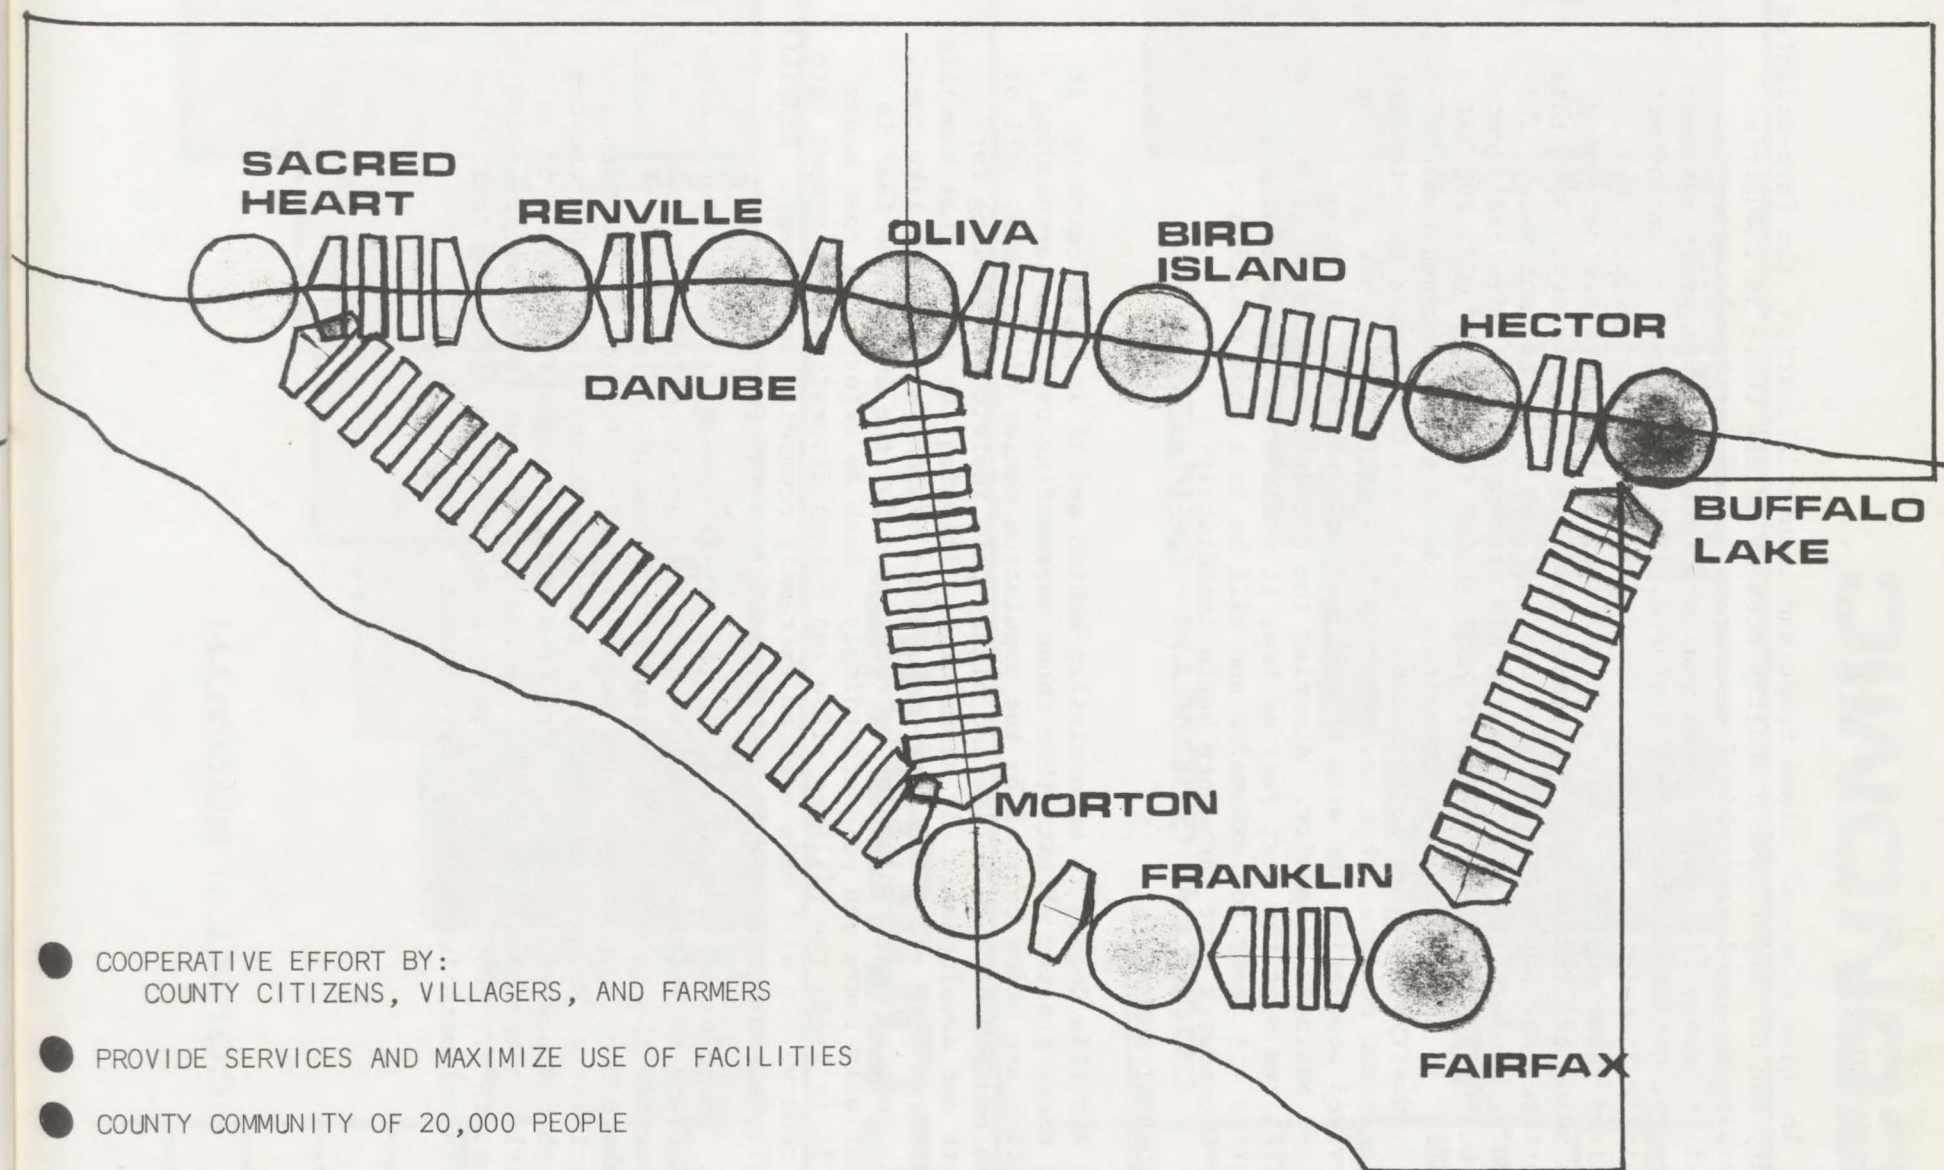 SACRED
HEART
RENVILLE
OLIVA
BIRD
ISLAND
HECTOR
DANUBE
BUFFALO
LAKE
MORTON
FRANKLIN
FAIRFAX
COOPERATIVE EFFORT BY:
COUNTY CITIZENS, VILLAGERS, AND FARMERS
PROVIDE SERVICES AND MAXIMIZE USE OF FACILITIES
COUNTY COMMUNITY OF 20,000 PEOPLE